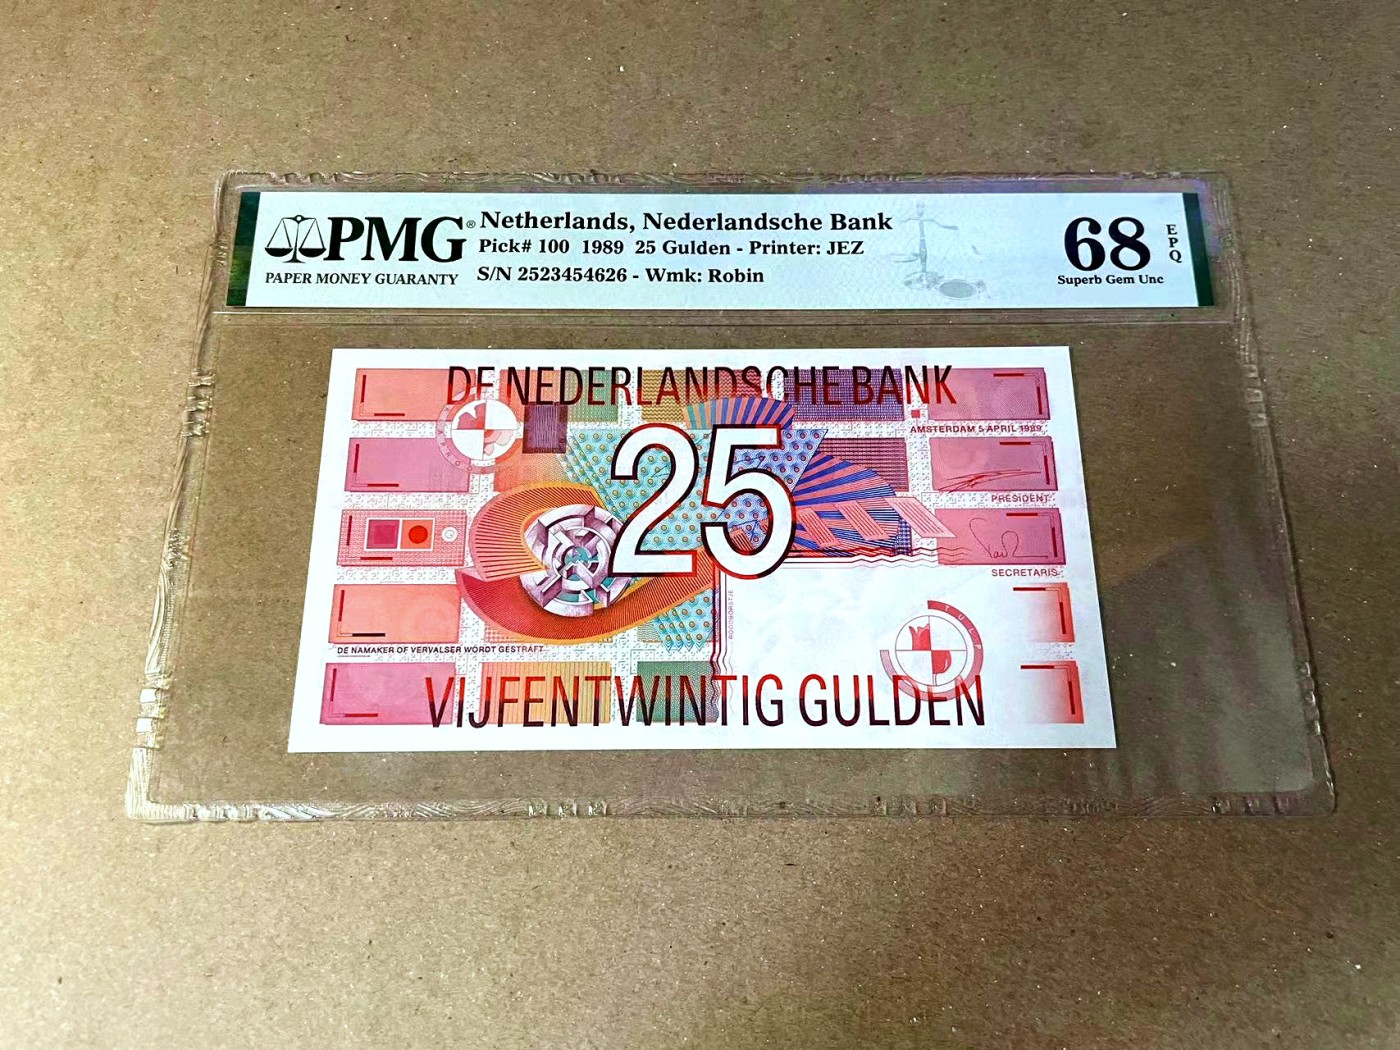 PMG®
PAPER MONEY GUARANTY
Netherlands, Nederlandsche Bank
Pick# 100 1989 25 Gulden - Printer: JEZ
S/N 2523454626 - Wmk: Robin
68
EPQ
Superb Gem Unc
DE NEDERLANDSCHE BANK
AMSTERDAM 5 APRIL 1989
25
PRESIDENT
SECRETARIS
ROODBORSTJE
TULP
DE NAMAKER OF VERVALSER WORDT GESTRAFT
VIJFENTWINTIG GULDEN